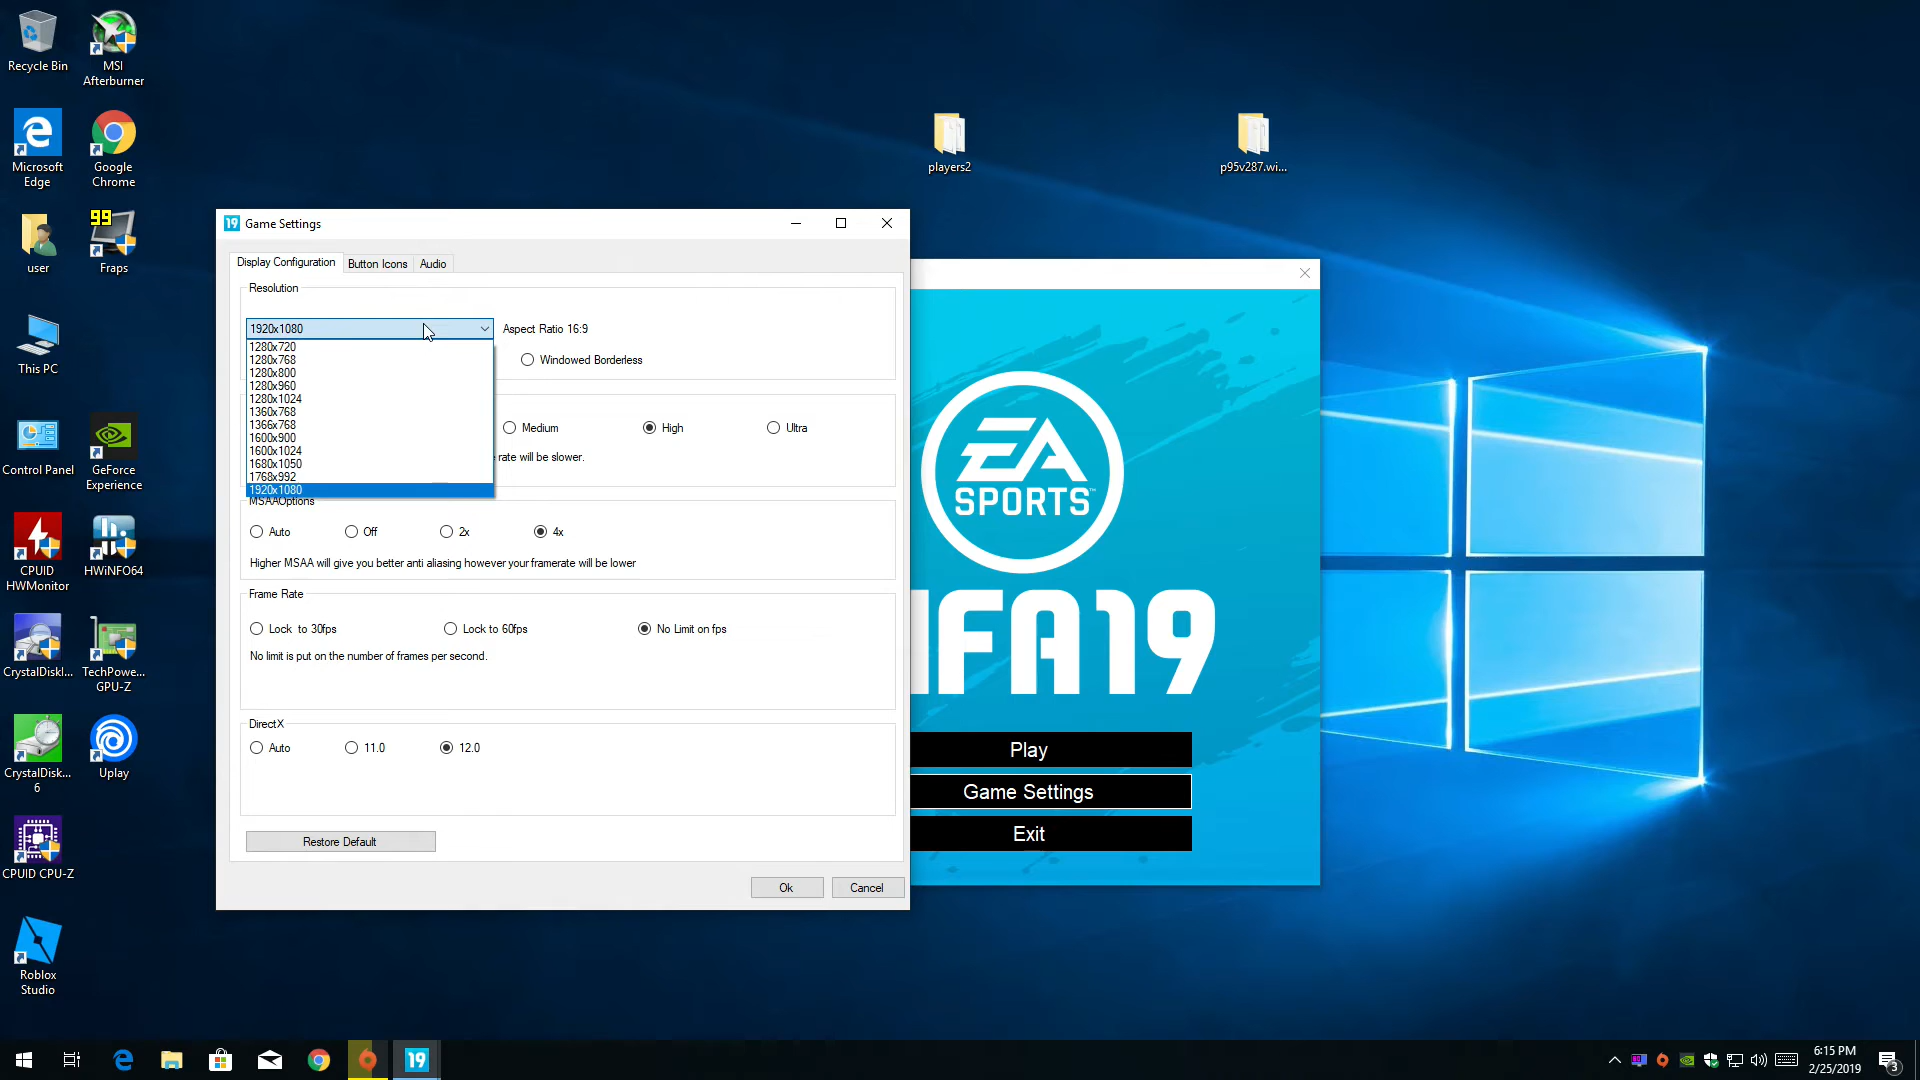 Recycle Bin
MSI
Afterburner
Microsoft
Edge
Google
Chrome
user
99
Fraps
This PC
Control Panel
GeForce
Experience
CPUID
HWMonitor
HWiNFO64
CrystalDiskI...
TechPowe...
GPU-Z
CrystalDisk...
6
Uplay
CPUID CPU-Z
Roblox
Studio
players2
p95v287.wi...
19 Game Settings
Display Configuration
Button Icons
Audio
Resolution
1920x1080
Aspect Ratio 16:9
1280x720
1280x768
1280x800
1280x960
1280x1024
1360x768
1366x768
1600x900
1600x1024
1680x1050
1768x992
1920x1080
Windowed Borderless
Medium
High
Ultra
rate will be slower.
MSAAOptions
Auto
Off
2x
4x
Higher MSAA will give you better anti aliasing however your framerate will be lower
Frame Rate
Lock to 30fps
Lock to 60fps
No Limit on fps
No limit is put on the number of frames per second.
DirectX
Auto
11.0
12.0
Restore Default
Ok
Cancel
EA
SPORTS
IFA19
Play
Game Settings
Exit
19
6:15 PM
2/25/2019
3